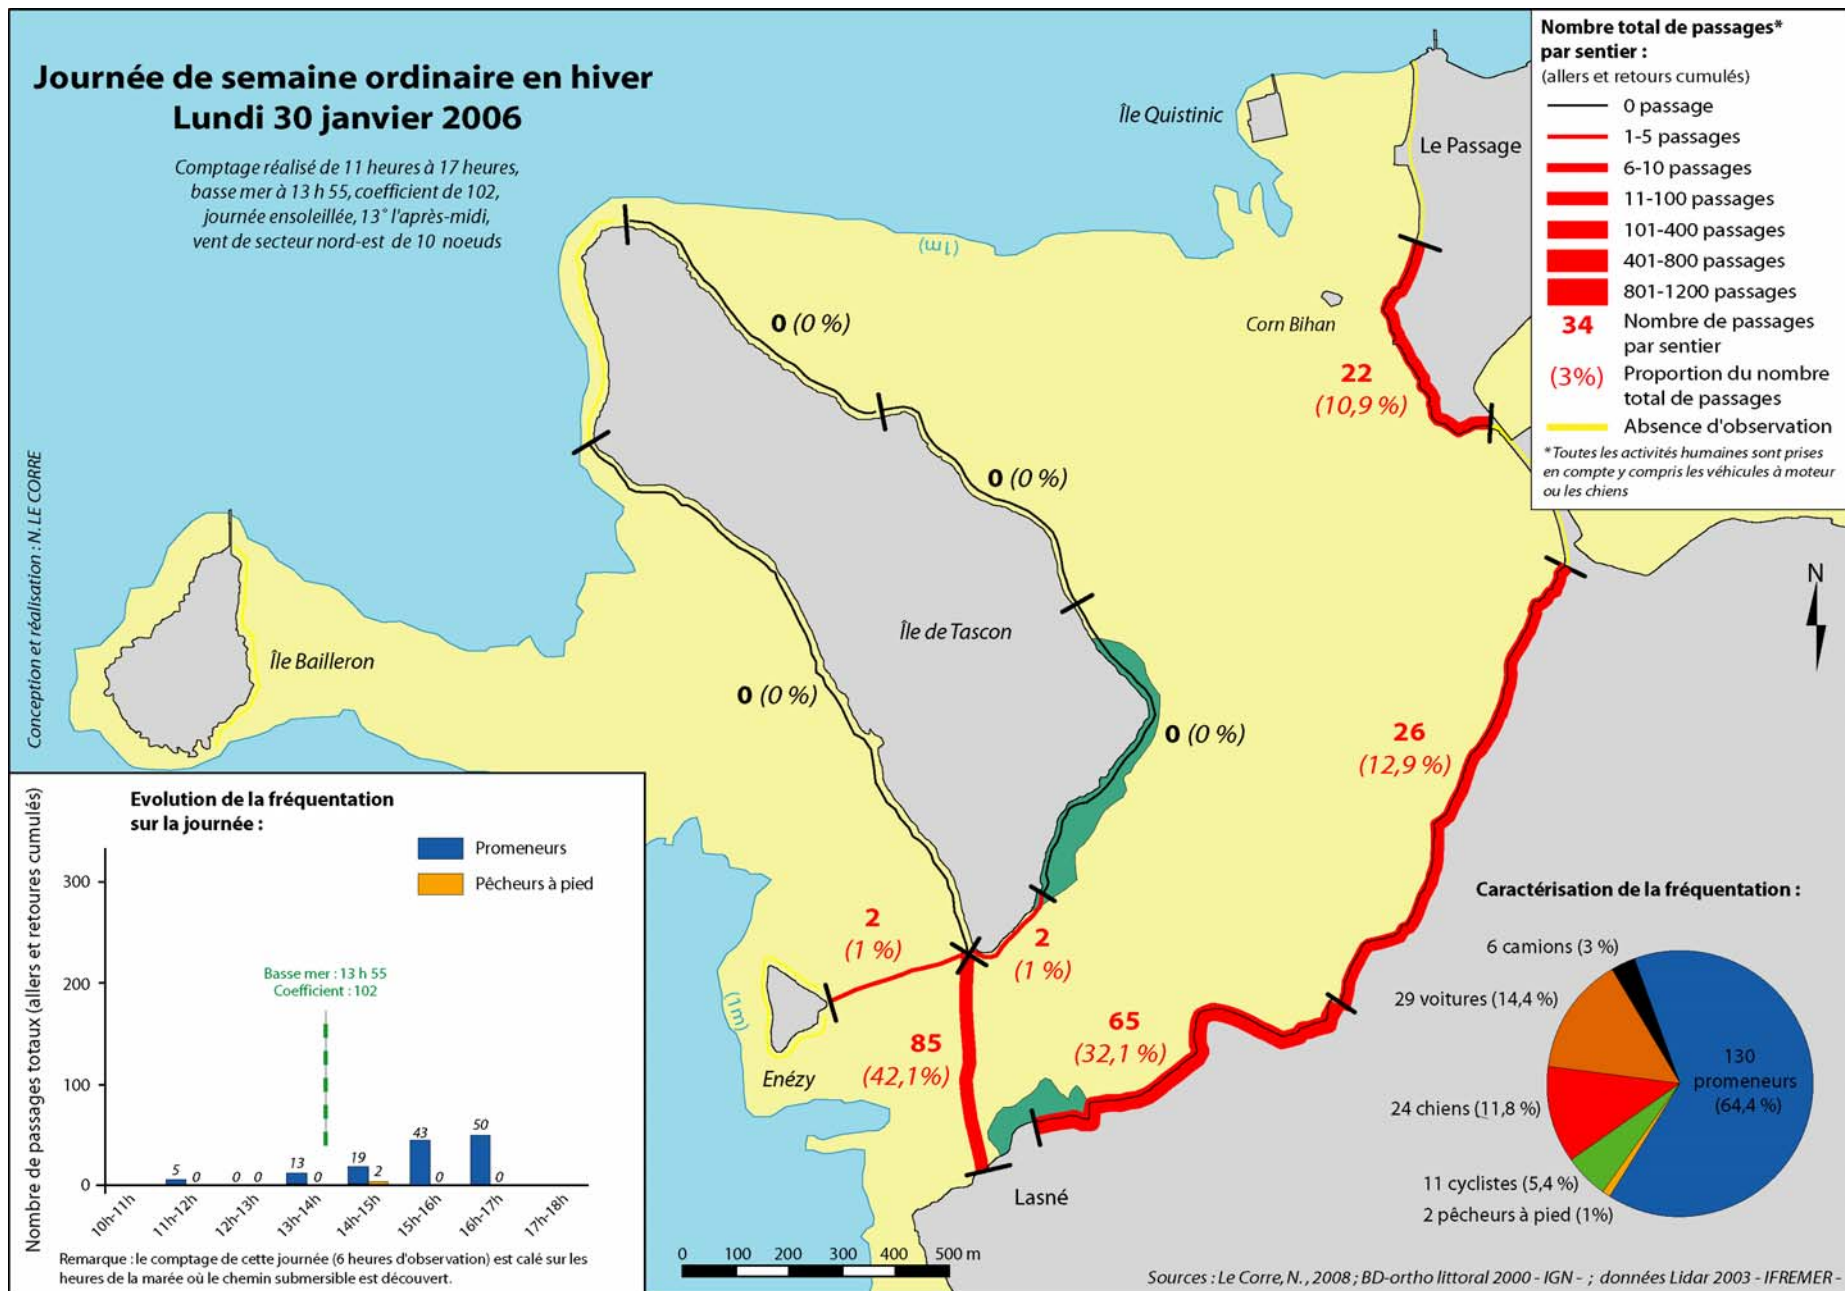 Journée de semaine ordinaire en hiver
Lundi 30 janvier 2006
Comptage réalisé de 11 heures à 17 heures,
basse mer à 13 h 55, coefficient de 102,
journée ensoleillée, 13° l'après-midi,
vent de secteur nord-est de 10 noeuds
Nombre total de passages*
par sentier :
(allers et retours cumulés)
0 passage
1-5 passages
6-10 passages
11-100 passages
101-400 passages
401-800 passages
801-1200 passages
34 Nombre de passages
par sentier
(3%) Proportion du nombre
total de passages
Absence d'observation
*Toutes les activités humaines sont prises
en compte y compris les véhicules à moteur
ou les chiens
Île Quistinic
Le Passage
(1m)
Corn Bihan
0 (0 %)
22
(10,9 %)
0 (0 %)
N
Île de Tascon
Île Bailleron
0 (0 %)
0 (0 %)
26
(12,9 %)
Conception et réalisation : N. LE CORRE
2
(1 %)
2
(1 %)
(1m)
85
(42,1%)
65
(32,1 %)
Enézy
Lasné
Evolution de la fréquentation
sur la journée :
Promeneurs
Pêcheurs à pied
Nombre de passages totaux (allers et retoures cumulés)
300
200
100
0
Basse mer : 13 h 55
Coefficient : 102
5 0 0 0 13 0 19 2 43 0 50 0
10h-11h 11h-12h 12h-13h 13h-14h 14h-15h 15h-16h 16h-17h 17h-18h
Remarque : le comptage de cette journée (6 heures d'observation) est calé sur les
heures de la marée où le chemin submersible est découvert.
Caractérisation de la fréquentation :
6 camions (3 %)
29 voitures (14,4 %)
130
promeneurs
(64,4 %)
24 chiens (11,8 %)
11 cyclistes (5,4 %)
2 pêcheurs à pied (1%)
0 100 200 300 400 500 m
Sources : Le Corre, N., 2008 ; BD-ortho littoral 2000 - IGN - ; données Lidar 2003 - IFREMER -